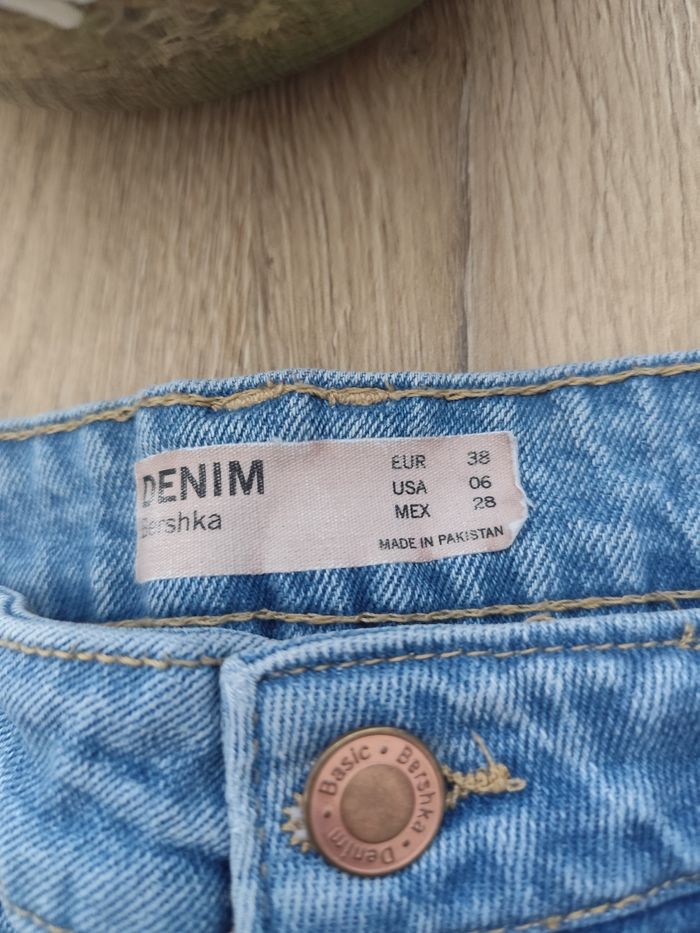 DENIM
Bershka
EUR 38
USA 06
MEX 28
MADE IN PAKISTAN
Basic • Bershka • Denim •